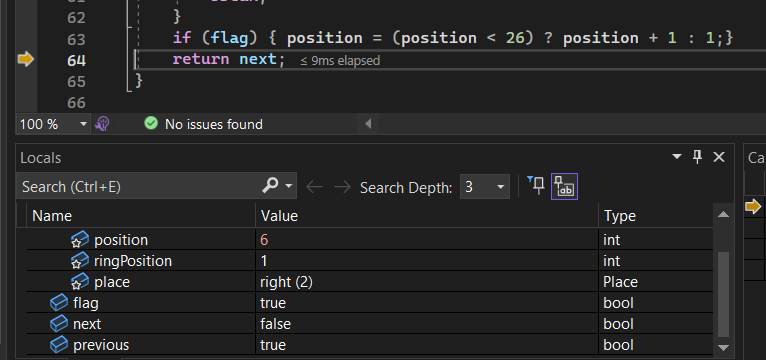 }
63 if (flag) { position = (position < 26) ? position + 1 : 1;}
64 return next; ≤ 9ms elapsed
65 }
66
100 % No issues found
Locals Ca
Search (Ctrl+E) Search Depth: 3
Name Value Type
position 6 int
ringPosition 1 int
place right (2) Place
flag true bool
next false bool
previous true bool